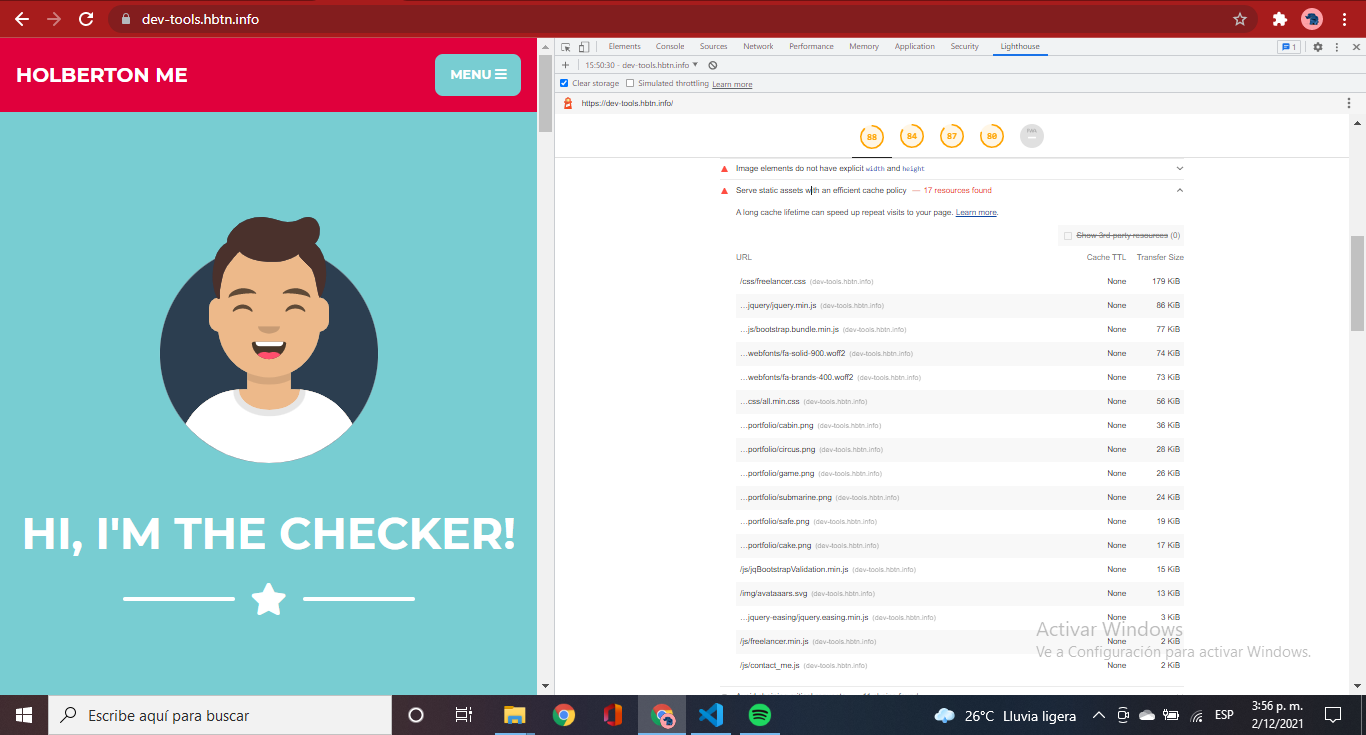 dev-tools.hbtn.info
HOLBERTON ME
MENU
HI, I'M THE CHECKER!
Elements Console Sources Network Performance Memory Application Security Lighthouse 1
15:50:30 - dev-tools.hbtn.info
Clear storage Simulated throttling Learn more
https://dev-tools.hbtn.info/
88 84 87 80
Image elements do not have explicit width and height
Serve static assets with an efficient cache policy — 17 resources found
A long cache lifetime can speed up repeat visits to your page. Learn more.
Show 3rd-party resources (0)
URL Cache TTL Transfer Size
/css/freelancer.css (dev-tools.hbtn.info) None 179 KiB
…jquery/jquery.min.js (dev-tools.hbtn.info) None 86 KiB
…js/bootstrap.bundle.min.js (dev-tools.hbtn.info) None 77 KiB
…webfonts/fa-solid-900.woff2 (dev-tools.hbtn.info) None 74 KiB
…webfonts/fa-brands-400.woff2 (dev-tools.hbtn.info) None 73 KiB
…css/all.min.css (dev-tools.hbtn.info) None 56 KiB
…portfolio/cabin.png (dev-tools.hbtn.info) None 36 KiB
…portfolio/circus.png (dev-tools.hbtn.info) None 28 KiB
…portfolio/game.png (dev-tools.hbtn.info) None 26 KiB
…portfolio/submarine.png (dev-tools.hbtn.info) None 24 KiB
…portfolio/safe.png (dev-tools.hbtn.info) None 19 KiB
…portfolio/cake.png (dev-tools.hbtn.info) None 17 KiB
/js/jqBootstrapValidation.min.js (dev-tools.hbtn.info) None 15 KiB
/img/avataaars.svg (dev-tools.hbtn.info) None 13 KiB
…jquery-easing/jquery.easing.min.js (dev-tools.hbtn.info) None 3 KiB
/js/freelancer.min.js (dev-tools.hbtn.info) None 2 KiB
/js/contact_me.js (dev-tools.hbtn.info) None 2 KiB
Activar Windows
Ve a Configuración para activar Windows.
Escribe aquí para buscar
26°C Lluvia ligera
ESP
3:56 p. m.
2/12/2021